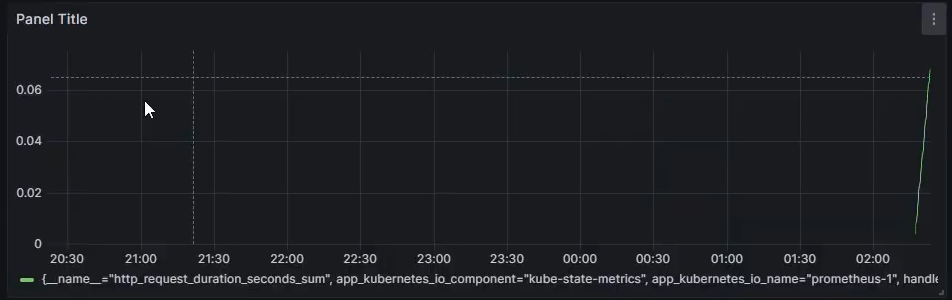 Panel Title
0.06
0.04
0.02
0
20:30 21:00 21:30 22:00 22:30 23:00 23:30 00:00 00:30 01:00 01:30 02:00
{__name__="http_request_duration_seconds_sum", app_kubernetes_io_component="kube-state-metrics", app_kubernetes_io_name="prometheus-1", handle